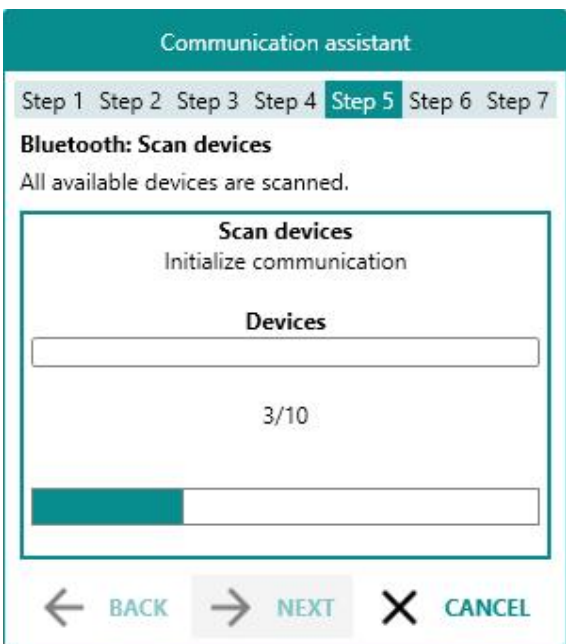 Communication assistant
Step 1 Step 2 Step 3 Step 4 Step 5 Step 6 Step 7
Bluetooth: Scan devices
All available devices are scanned.
Scan devices
Initialize communication
Devices
3/10
BACK NEXT CANCEL